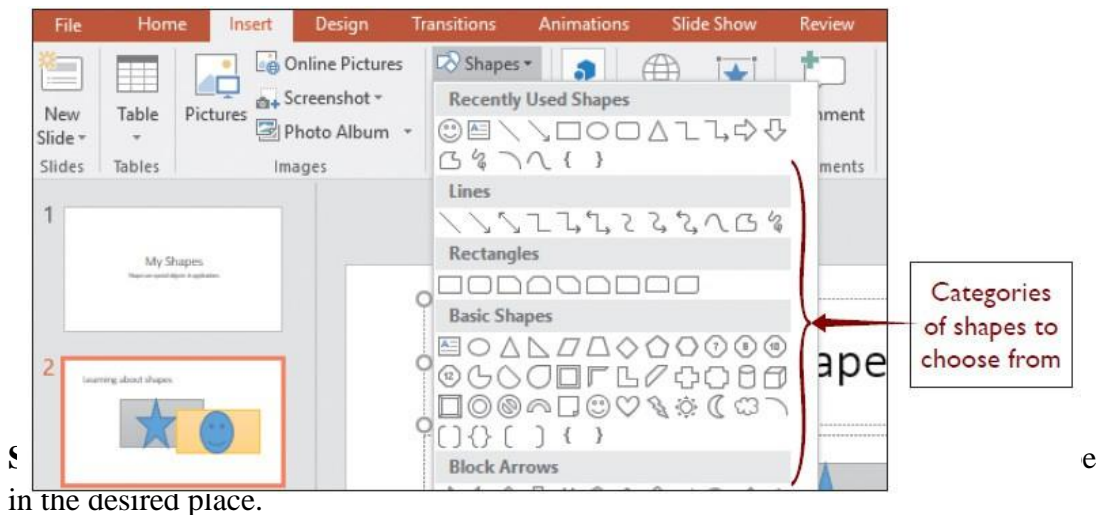 File Home Insert Design Transitions Animations Slide Show Review
Online Pictures
Shapes
Screenshot
New Slide
Table
Pictures
Photo Album
Slides Tables Images
Recently Used Shapes
Lines
Rectangles
Basic Shapes
Block Arrows
1
My Shapes
2
Learning about shapes
Categories
of shapes to
choose from
in the desired place.